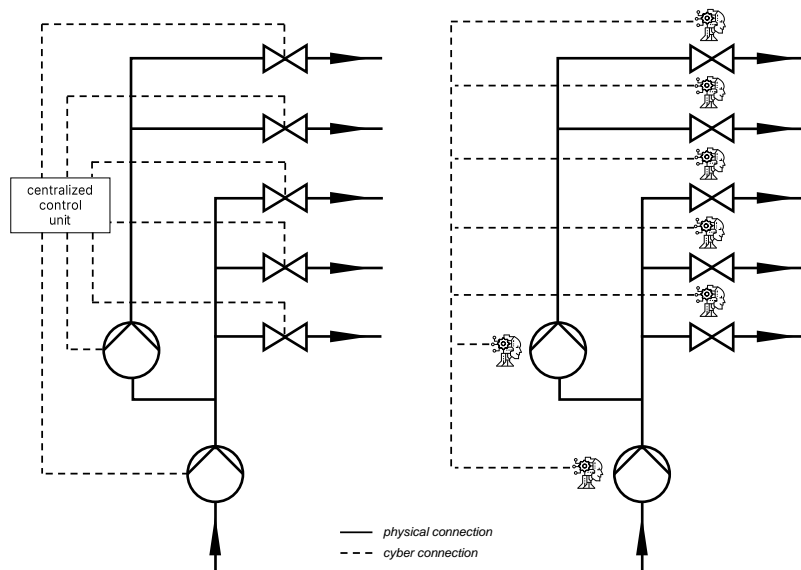 centralized
control
unit
physical connection
cyber connection